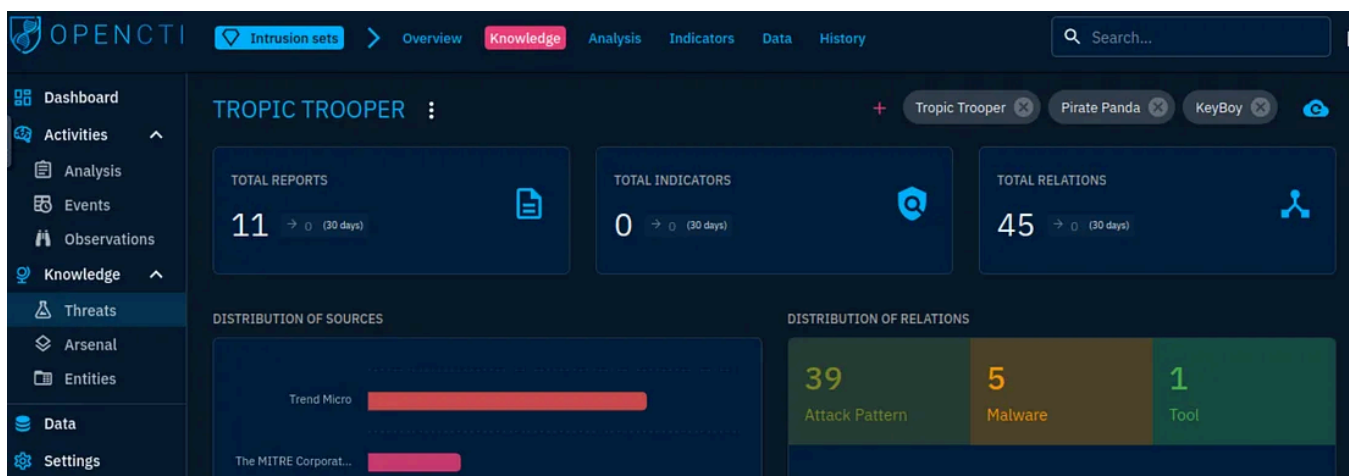 OPENCTI
Intrusion sets
Overview
Knowledge
Analysis
Indicators
Data
History
Search...
Dashboard
Activities
Analysis
Events
Observations
Knowledge
Threats
Arsenal
Entities
Data
Settings
TROPIC TROOPER
+
Tropic Trooper
Pirate Panda
KeyBoy
TOTAL REPORTS
11 → 0 (30 days)
TOTAL INDICATORS
0 → 0 (30 days)
TOTAL RELATIONS
45 → 0 (30 days)
DISTRIBUTION OF SOURCES
Trend Micro
The MITRE Corporat...
DISTRIBUTION OF RELATIONS
39
Attack Pattern
5
Malware
1
Tool